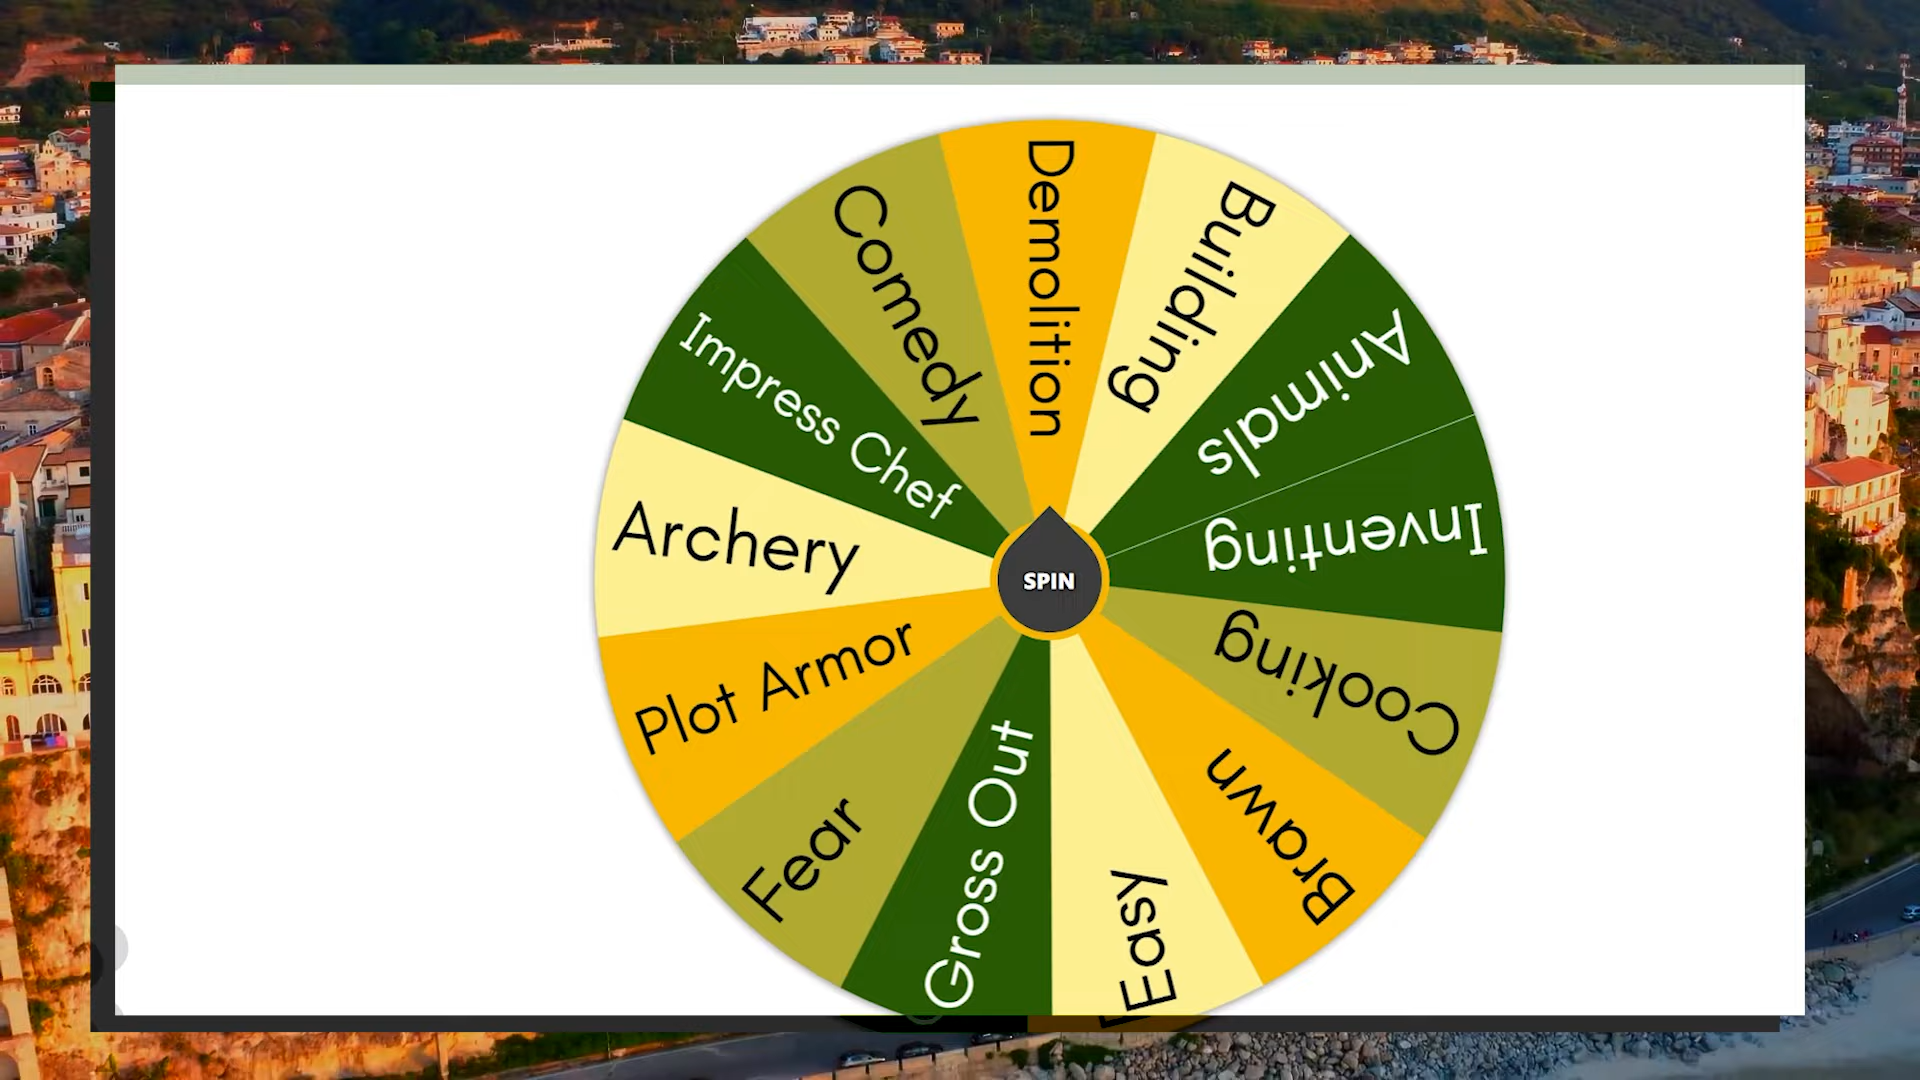 Demolition
Building
Animals
Inventing
Cooking
Brawn
Easy
Gross Out
Fear
Plot Armor
Archery
Impress Chef
Comedy
SPIN